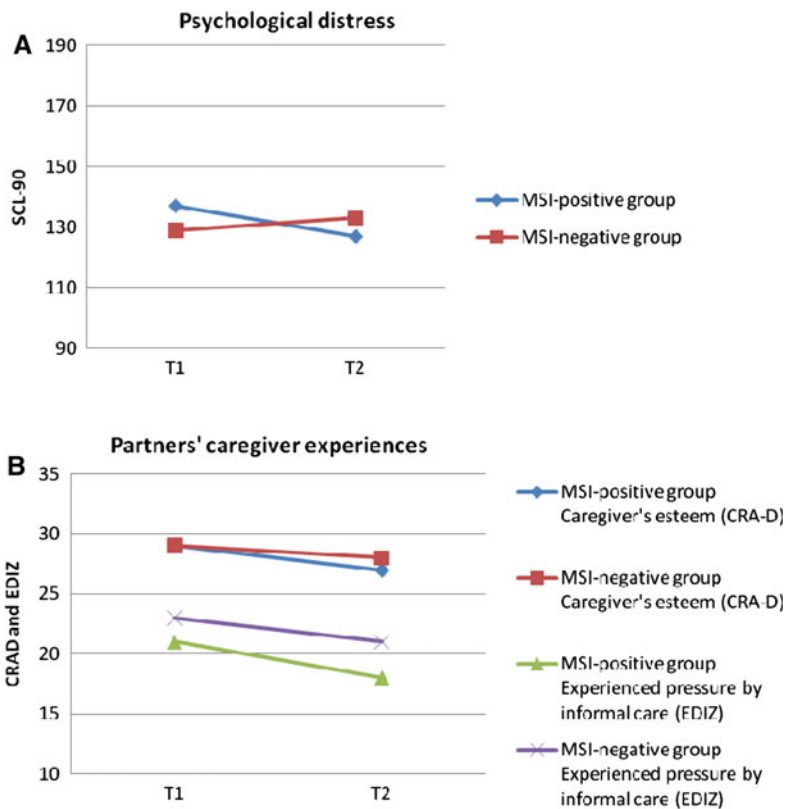 Psychological distress
A
190
170
150
130
110
90
SCL-90
T1
T2
MSI-positive group
MSI-negative group
Partners' caregiver experiences
B
35
30
25
20
15
10
CRAD and EDIZ
T1
T2
MSI-positive group
Caregiver's esteem (CRA-D)
MSI-negative group
Caregiver's esteem (CRA-D)
MSI-positive group
Experienced pressure by
informal care (EDIZ)
MSI-negative group
Experienced pressure by
informal care (EDIZ)